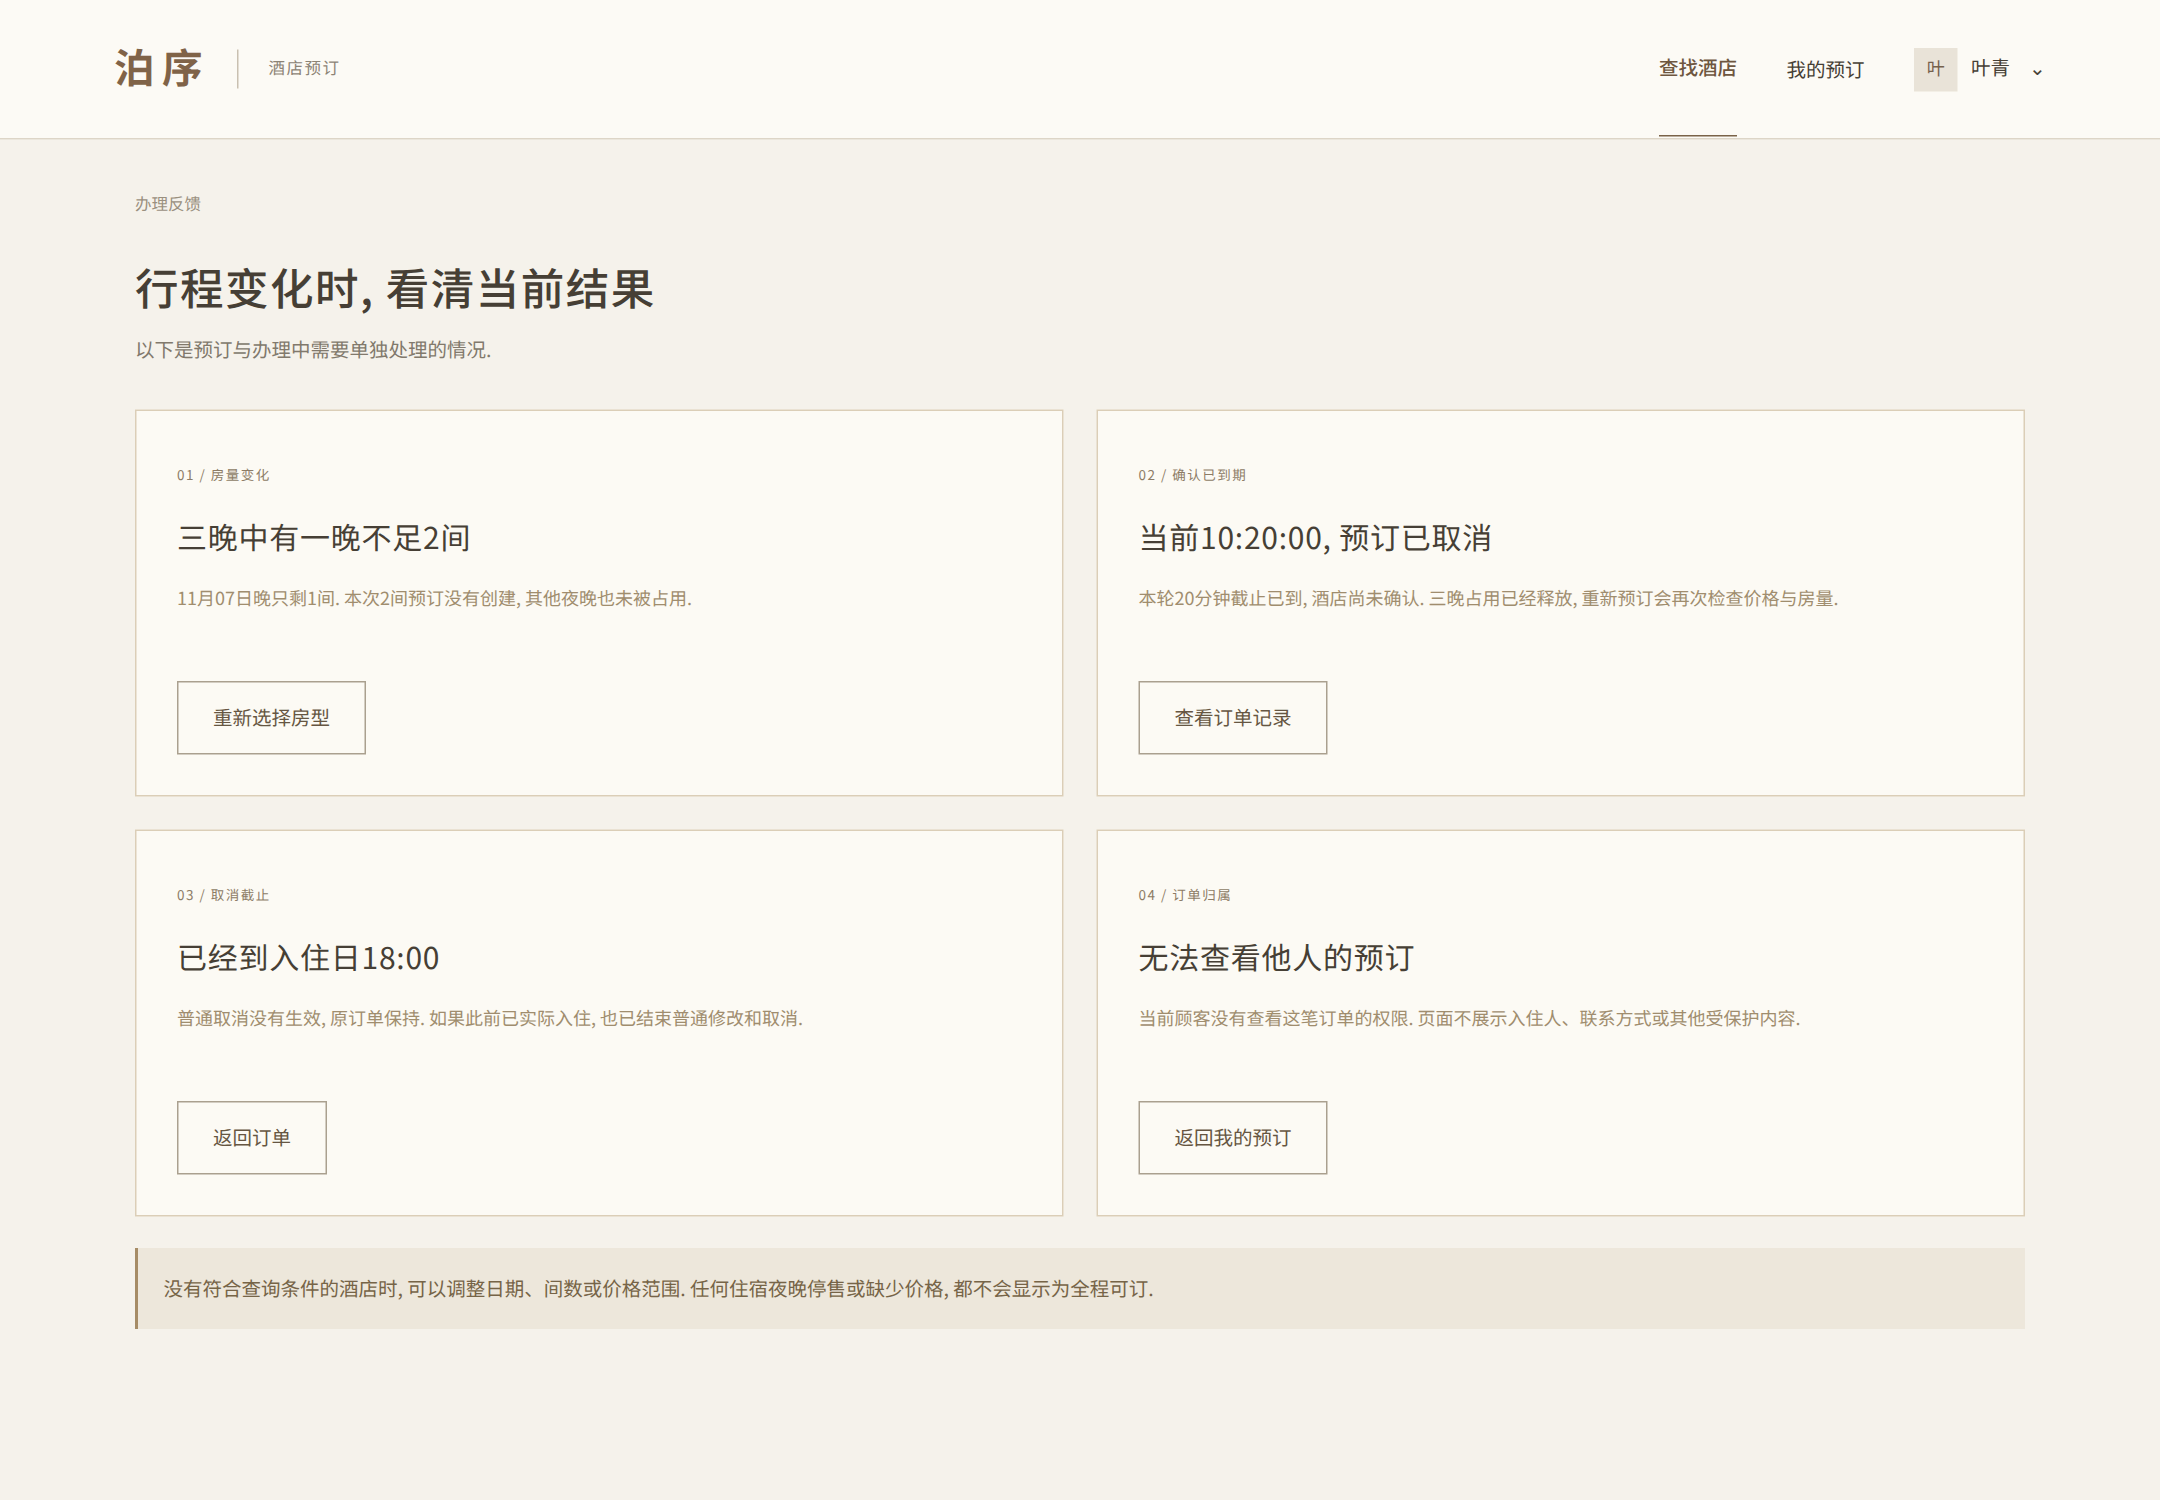 泊序
酒店预订
查找酒店
我的预订
叶
叶青
办理反馈
行程变化时, 看清当前结果
以下是预订与办理中需要单独处理的情况.
01 / 房量变化
三晚中有一晚不足2间
11月07日晚只剩1间. 本次2间预订没有创建, 其他夜晚也未被占用.
重新选择房型
02 / 确认已到期
当前10:20:00, 预订已取消
本轮20分钟截止已到, 酒店尚未确认. 三晚占用已经释放, 重新预订会再次检查价格与房量.
查看订单记录
03 / 取消截止
已经到入住日18:00
普通取消没有生效, 原订单保持. 如果此前已实际入住, 也已结束普通修改和取消.
返回订单
04 / 订单归属
无法查看他人的预订
当前顾客没有查看这笔订单的权限. 页面不展示入住人、联系方式或其他受保护内容.
返回我的预订
没有符合查询条件的酒店时, 可以调整日期、间数或价格范围. 任何住宿夜晚停售或缺少价格, 都不会显示为全程可订.